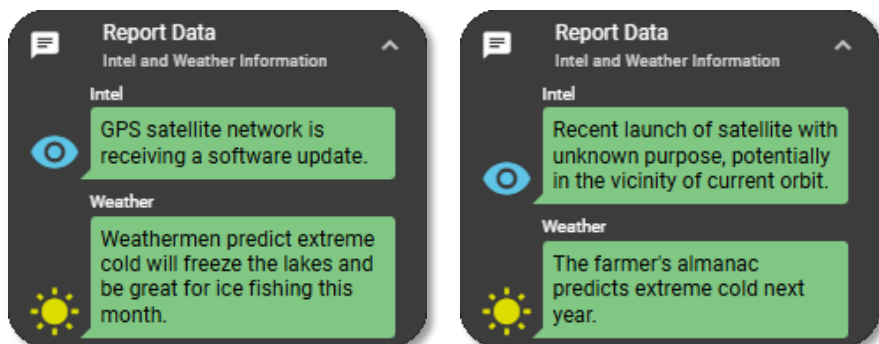 Report Data
Intel and Weather Information
Intel
GPS satellite network is
receiving a software update.
Weather
Weathermen predict extreme
cold will freeze the lakes and
be great for ice fishing this
month.
Report Data
Intel and Weather Information
Intel
Recent launch of satellite with
unknown purpose, potentially
in the vicinity of current orbit.
Weather
The farmer's almanac
predicts extreme cold next
year.